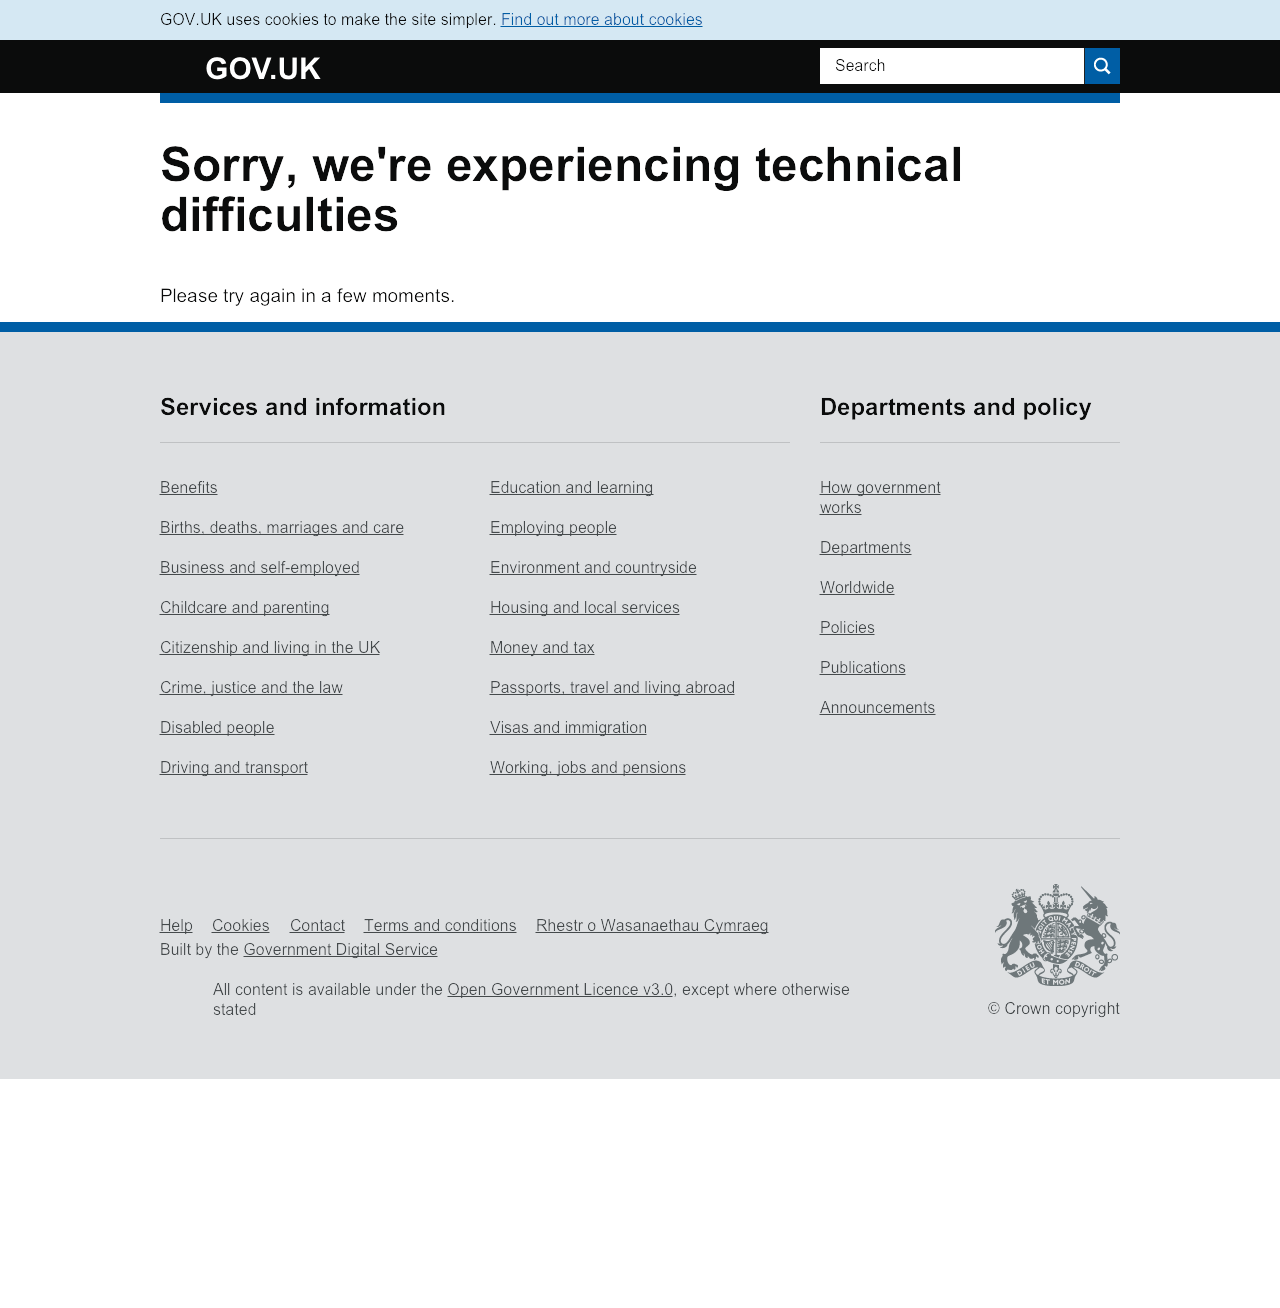 GOV.UK uses cookies to make the site simpler. Find out more about cookies
GOV.UK
Search
Sorry, we're experiencing technical
difficulties
Please try again in a few moments.
Services and information
Benefits
Births, deaths, marriages and care
Business and self-employed
Childcare and parenting
Citizenship and living in the UK
Crime, justice and the law
Disabled people
Driving and transport
Education and learning
Employing people
Environment and countryside
Housing and local services
Money and tax
Passports, travel and living abroad
Visas and immigration
Working, jobs and pensions
Departments and policy
How government
works
Departments
Worldwide
Policies
Publications
Announcements
Help Cookies Contact Terms and conditions Rhestr o Wasanaethau Cymraeg
Built by the Government Digital Service
All content is available under the Open Government Licence v3.0, except where otherwise
stated
DIEU ET MON DROIT
© Crown copyright